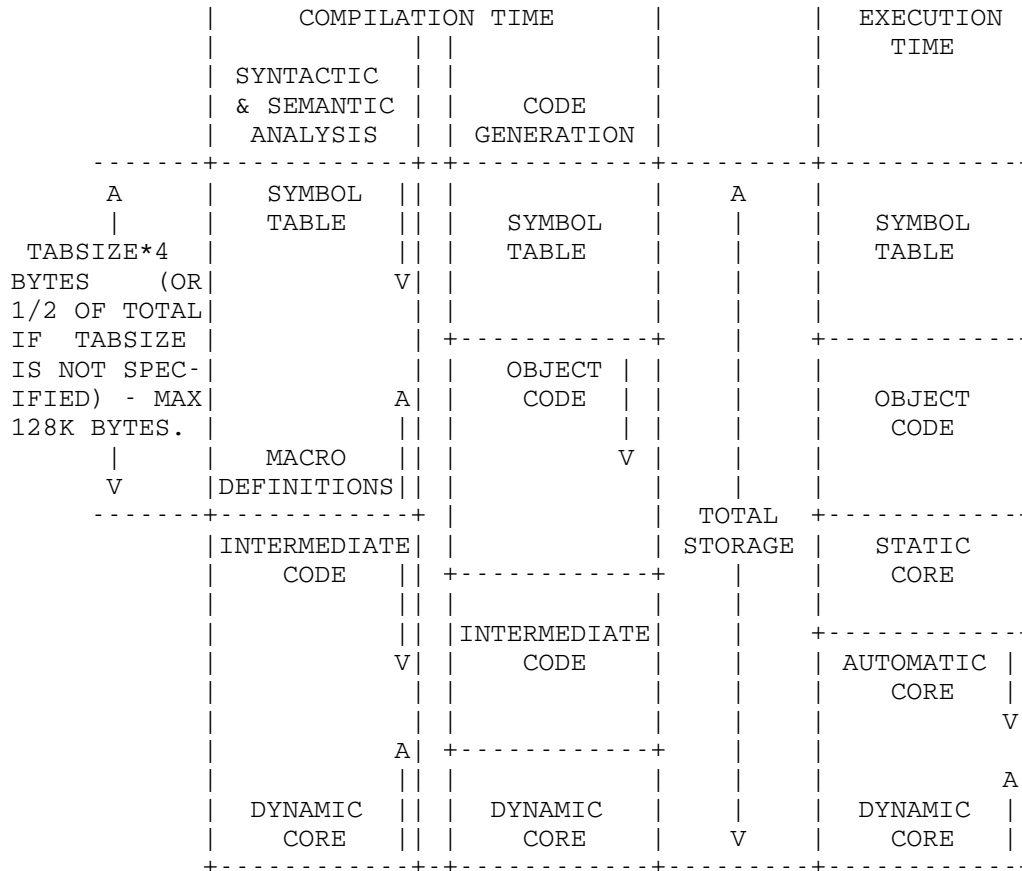 COMPILATION TIME EXECUTION
TIME
SYNTACTIC
& SEMANTIC CODE
ANALYSIS GENERATION
A SYMBOL A
TABLE SYMBOL SYMBOL
TABSIZE*4 TABLE TABLE
BYTES (OR V
1/2 OF TOTAL
IF TABSIZE
IS NOT SPEC- OBJECT
IFIED) - MAX A CODE OBJECT
128K BYTES. CODE
MACRO V
V DEFINITIONS
TOTAL
INTERMEDIATE STORAGE STATIC
CODE CORE
INTERMEDIATE
V CODE AUTOMATIC
CORE
V
A
A
DYNAMIC DYNAMIC DYNAMIC
CORE CORE V CORE